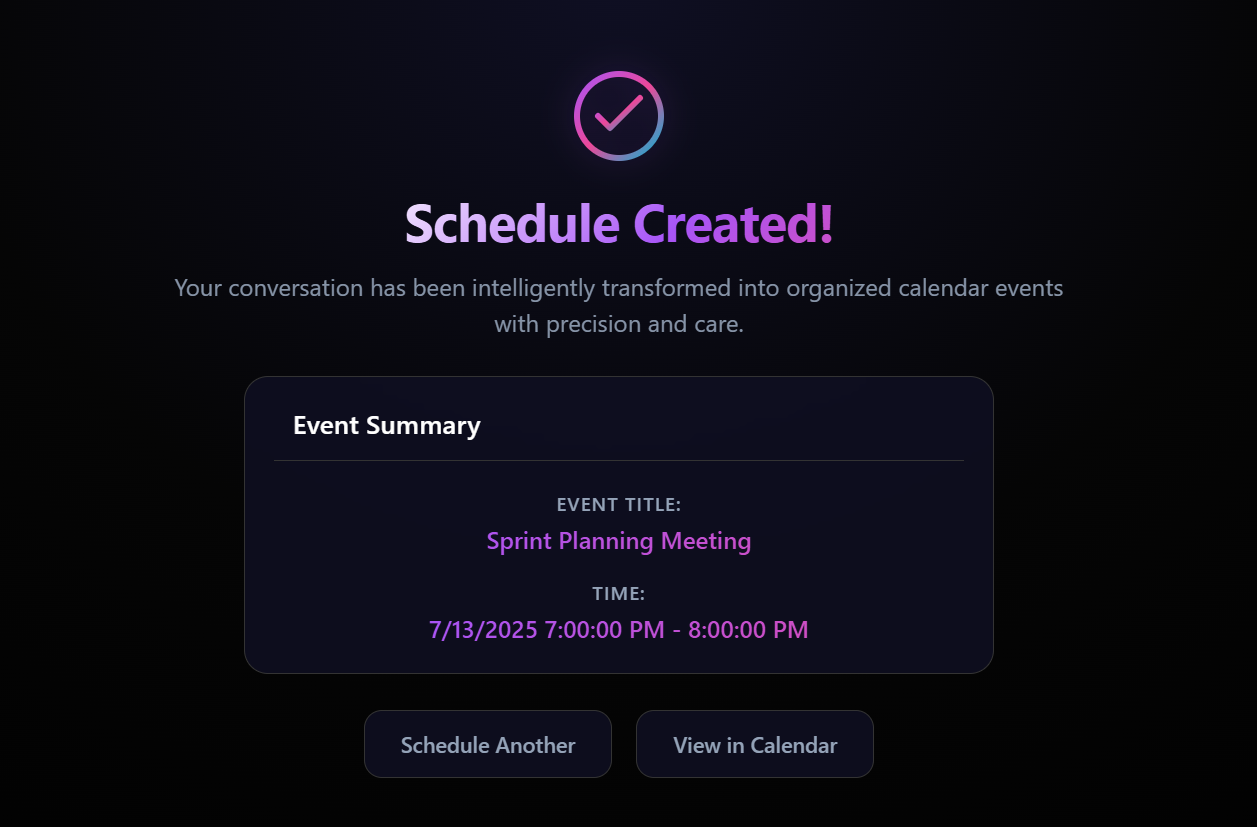 Schedule Created!
Your conversation has been intelligently transformed into organized calendar events
with precision and care.
Event Summary
EVENT TITLE:
Sprint Planning Meeting
TIME:
7/13/2025 7:00:00 PM - 8:00:00 PM
Schedule Another
View in Calendar